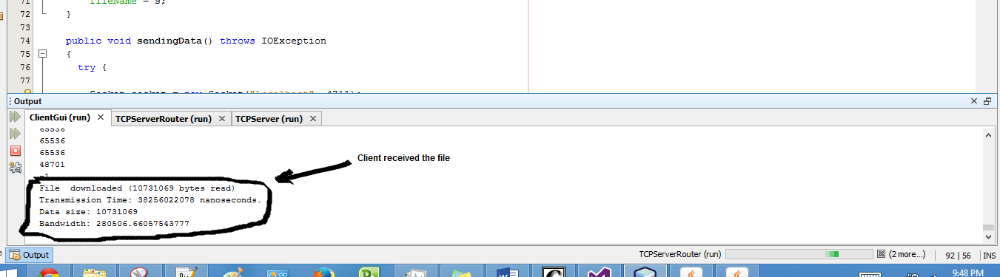 71
fileName = s;
72 }
73
74 public void sendingData() throws IOException
75 {
76 try {
77
Socket socket = new Socket("localhost", 4711);
Output
ClientGui (run) TCPServerRouter (run) TCPServer (run)
65536
65536
65536
48701
-1
Client received the file
File downloaded (10731069 bytes read)
Transmission Time: 38256022078 nanoseconds.
Data size: 10731069
Bandwidth: 280506.66057543777
Output
TCPServerRouter (run) (2 more...) 92 | 56 INS
9:48 PM